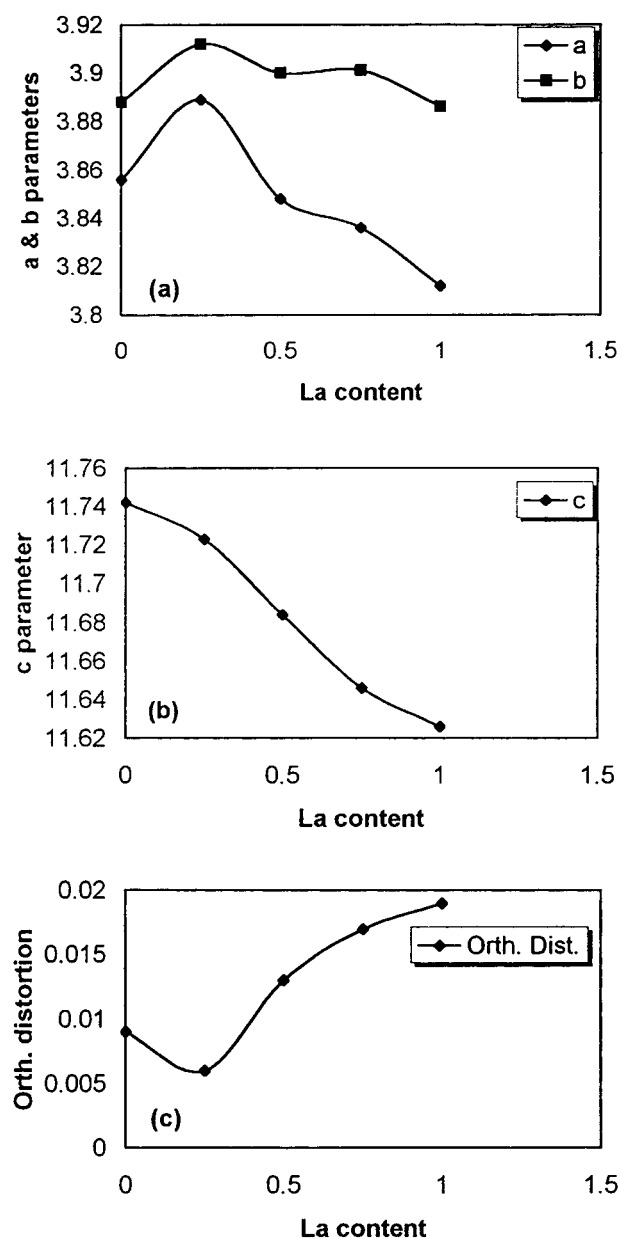 3.92
3.9
3.88
3.86
3.84
3.82
3.8
a & b parameters
a
b
(a)
0
0.5
1
1.5
La content
11.76
11.74
11.72
11.7
11.68
11.66
11.64
11.62
c parameter
c
(b)
0
0.5
1
1.5
La content
0.02
0.015
0.01
0.005
0
Orth. distortion
Orth. Dist.
(c)
0
0.5
1
1.5
La content